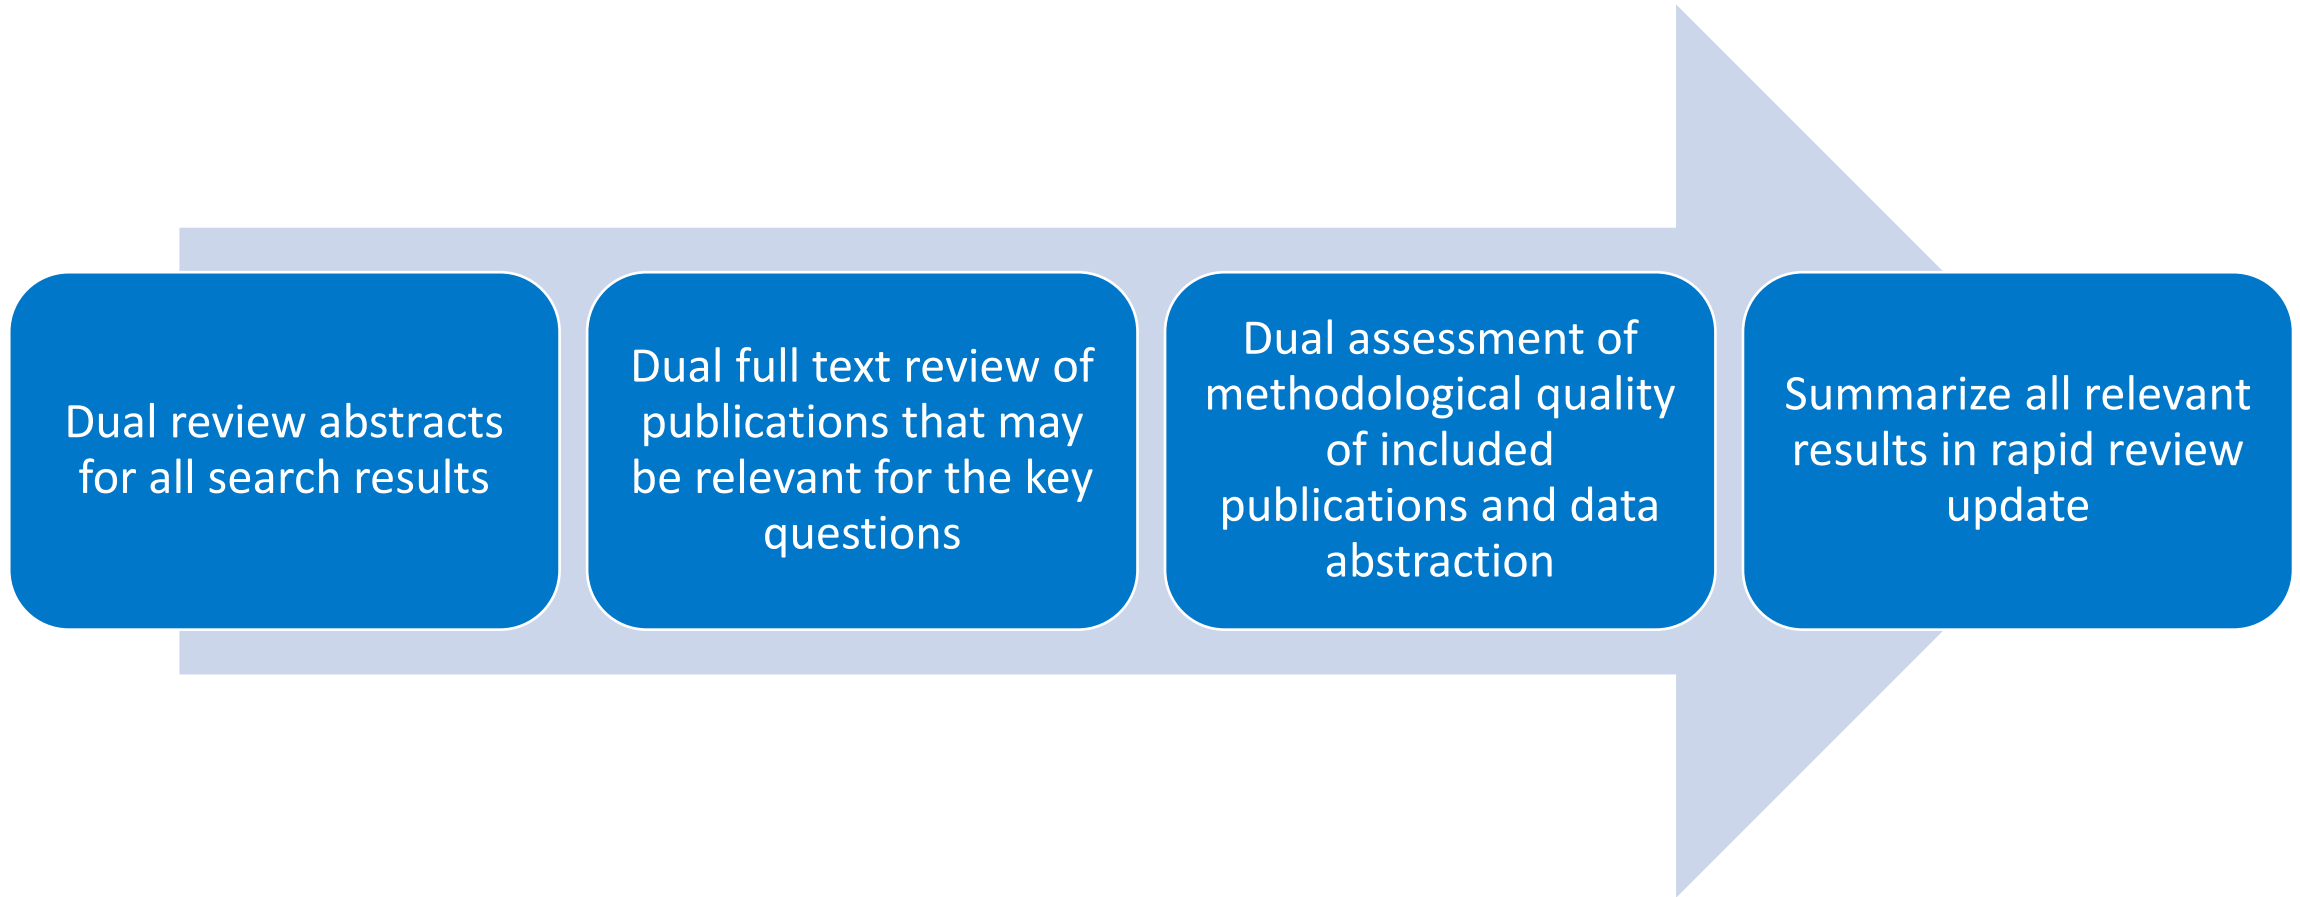 Dual review abstracts
for all search results
Dual full text review of
publications that may
be relevant for the key
questions
Dual assessment of
methodological quality
of included
publications and data
abstraction
Summarize all relevant
results in rapid review
update